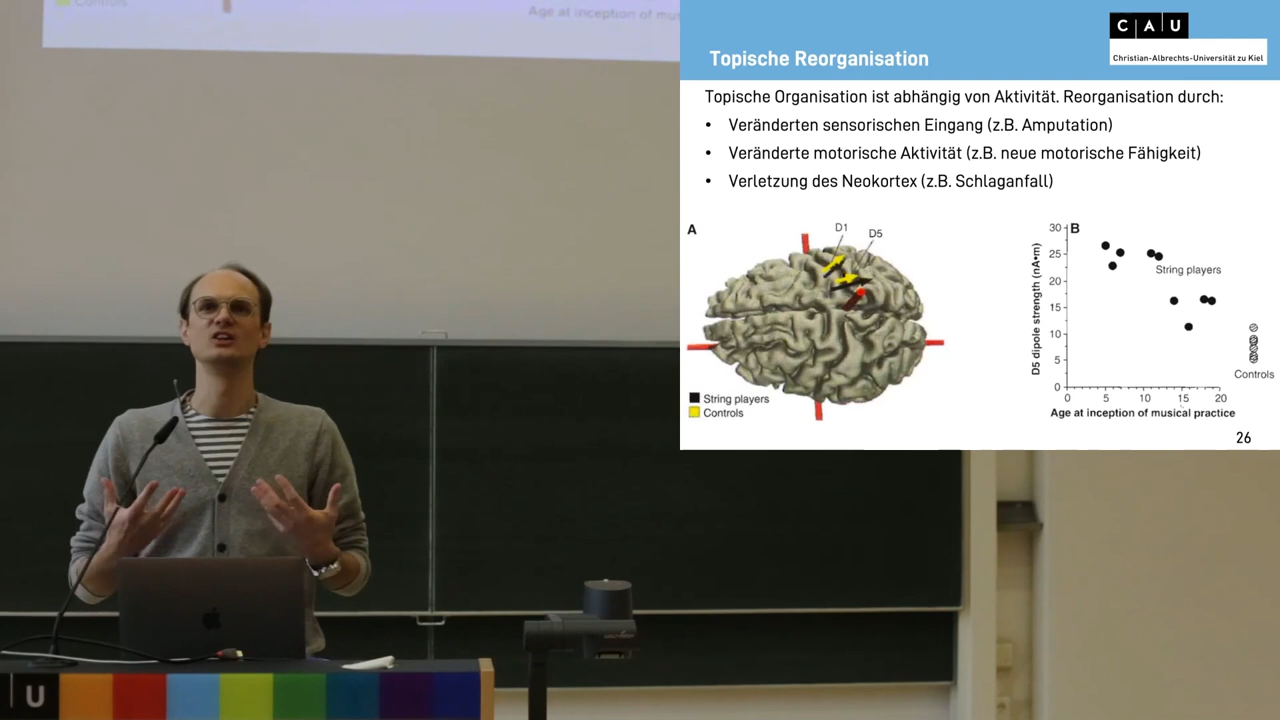 Controls
Age at inception of mus
Topische Reorganisation
C A U
Christian-Albrechts-Universität zu Kiel
Topische Organisation ist abhängig von Aktivität. Reorganisation durch:
• Veränderten sensorischen Eingang (z.B. Amputation)
• Veränderte motorische Aktivität (z.B. neue motorische Fähigkeit)
• Verletzung des Neokortex (z.B. Schlaganfall)
A
D1
D5
String players
Controls
B
D5 dipole strength (nA•m)
30
25
20
15
10
5
0
String players
Controls
0 5 10 15 20
Age at inception of musical practice
26
U